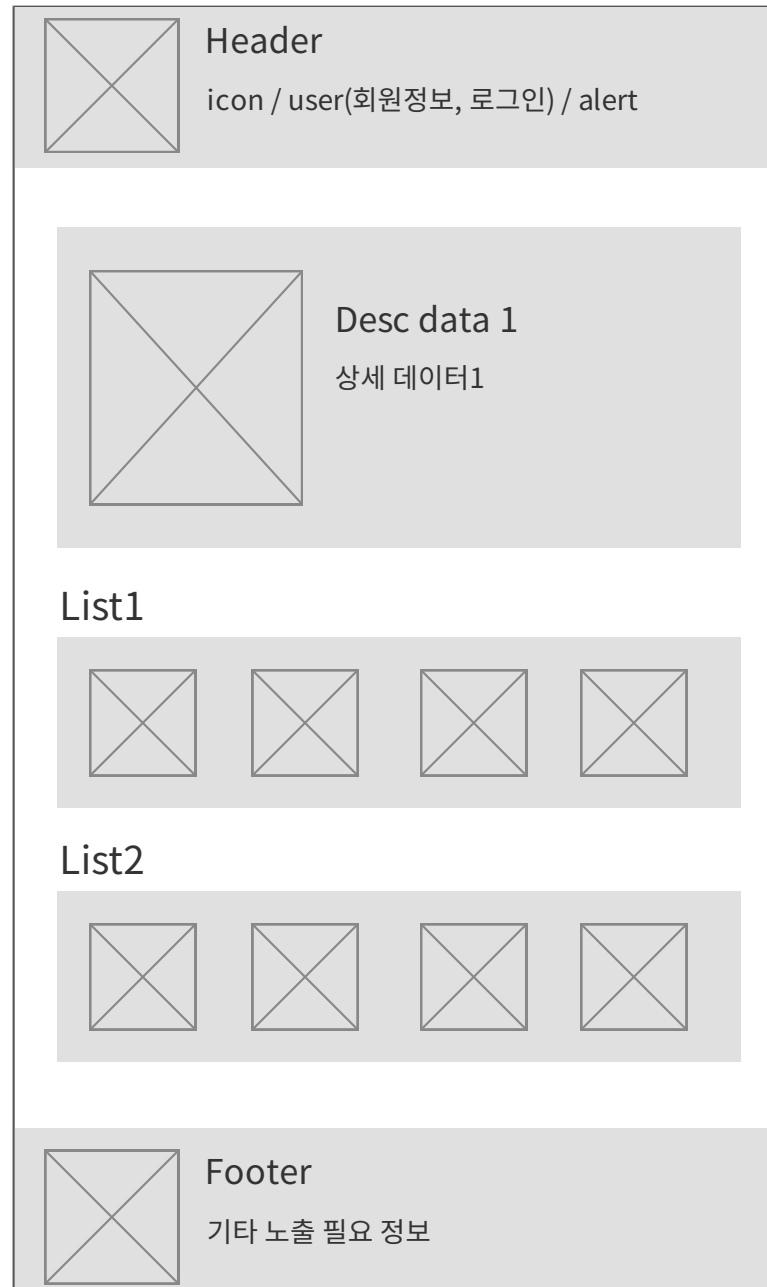 Header
icon / user(회원정보, 로그인) / alert
Desc data 1
상세 데이터1
List1
List2
Footer
기타 노출 필요 정보